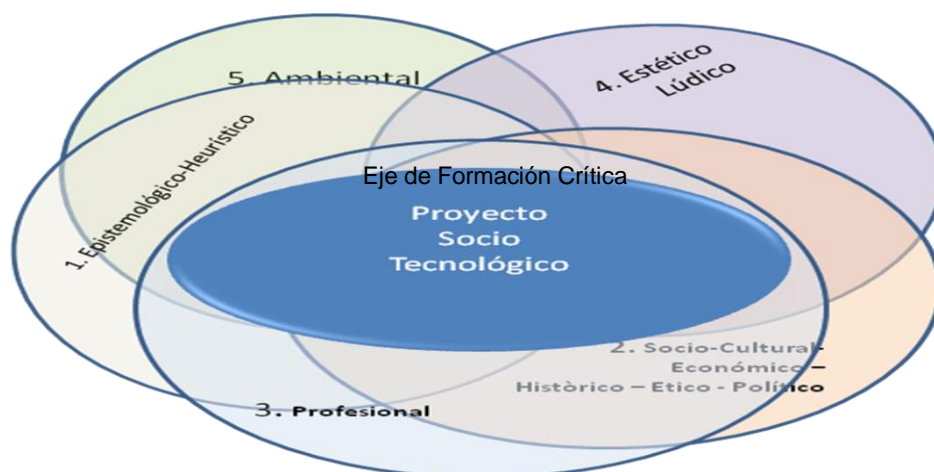 5. Ambiental
4. Estético
Lúdico
1. Epistemológico-Heurístico
Eje de Formación Crítica
Proyecto
Socio
Tecnológico
2. Socio-Cultural-
Económico –
Històrico – Etico - Político
3. Profesional